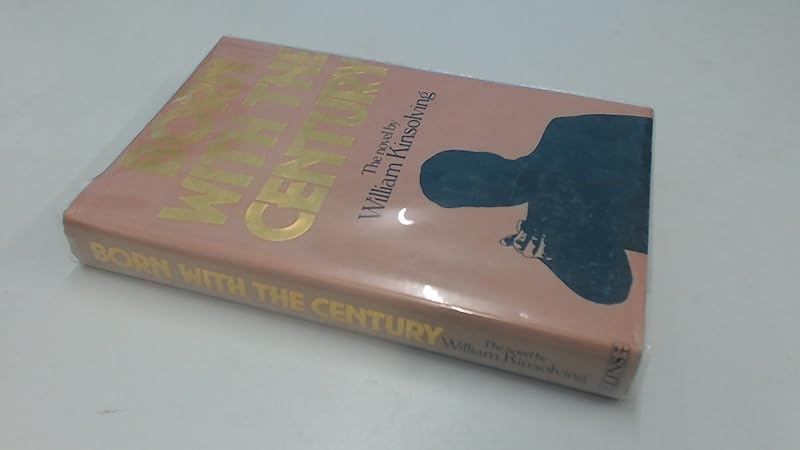 BORN
WITH THE
CENTURY
The novel by
William Kinsolving
BORN WITH THE CENTURY
The novel by
William Kinsolving